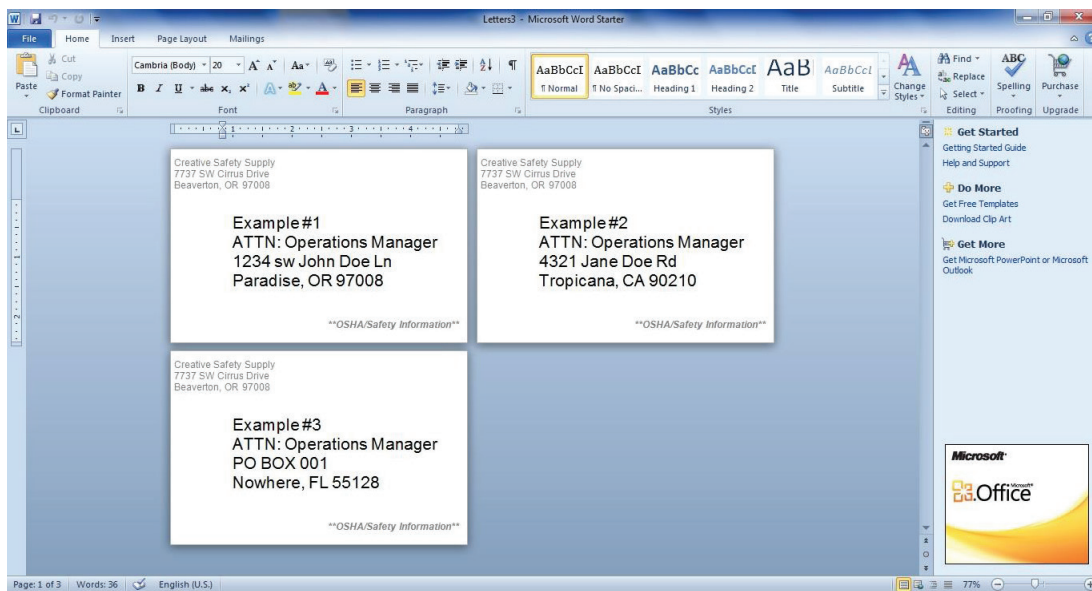 Letters3 - Microsoft Word Starter
File Home Insert Page Layout Mailings
Cut
Copy
Format Painter
Paste
Clipboard
Cambria (Body) 20
Font
Paragraph
AaBbCcI AaBbCcI AaBbCc AaBbCcI AaB AaBbCcI
¶ Normal ¶ No Spaci... Heading 1 Heading 2 Title Subtitle
Change Styles
Styles
Find
Replace
Select
Editing
ABC
Spelling
Proofing
Purchase
Upgrade
1 2 3 4
Creative Safety Supply
7737 SW Cirrus Drive
Beaverton, OR 97008
Example #1
ATTN: Operations Manager
1234 sw John Doe Ln
Paradise, OR 97008
**OSHA/Safety Information**
Creative Safety Supply
7737 SW Cirrus Drive
Beaverton, OR 97008
Example #2
ATTN: Operations Manager
4321 Jane Doe Rd
Tropicana, CA 90210
**OSHA/Safety Information**
Creative Safety Supply
7737 SW Cirrus Drive
Beaverton, OR 97008
Example #3
ATTN: Operations Manager
PO BOX 001
Nowhere, FL 55128
**OSHA/Safety Information**
Get Started
Getting Started Guide
Help and Support
Do More
Get Free Templates
Download Clip Art
Get More
Get Microsoft PowerPoint or Microsoft
Outlook
Microsoft
Office
Page: 1 of 3 Words: 36 English (U.S.) 77%